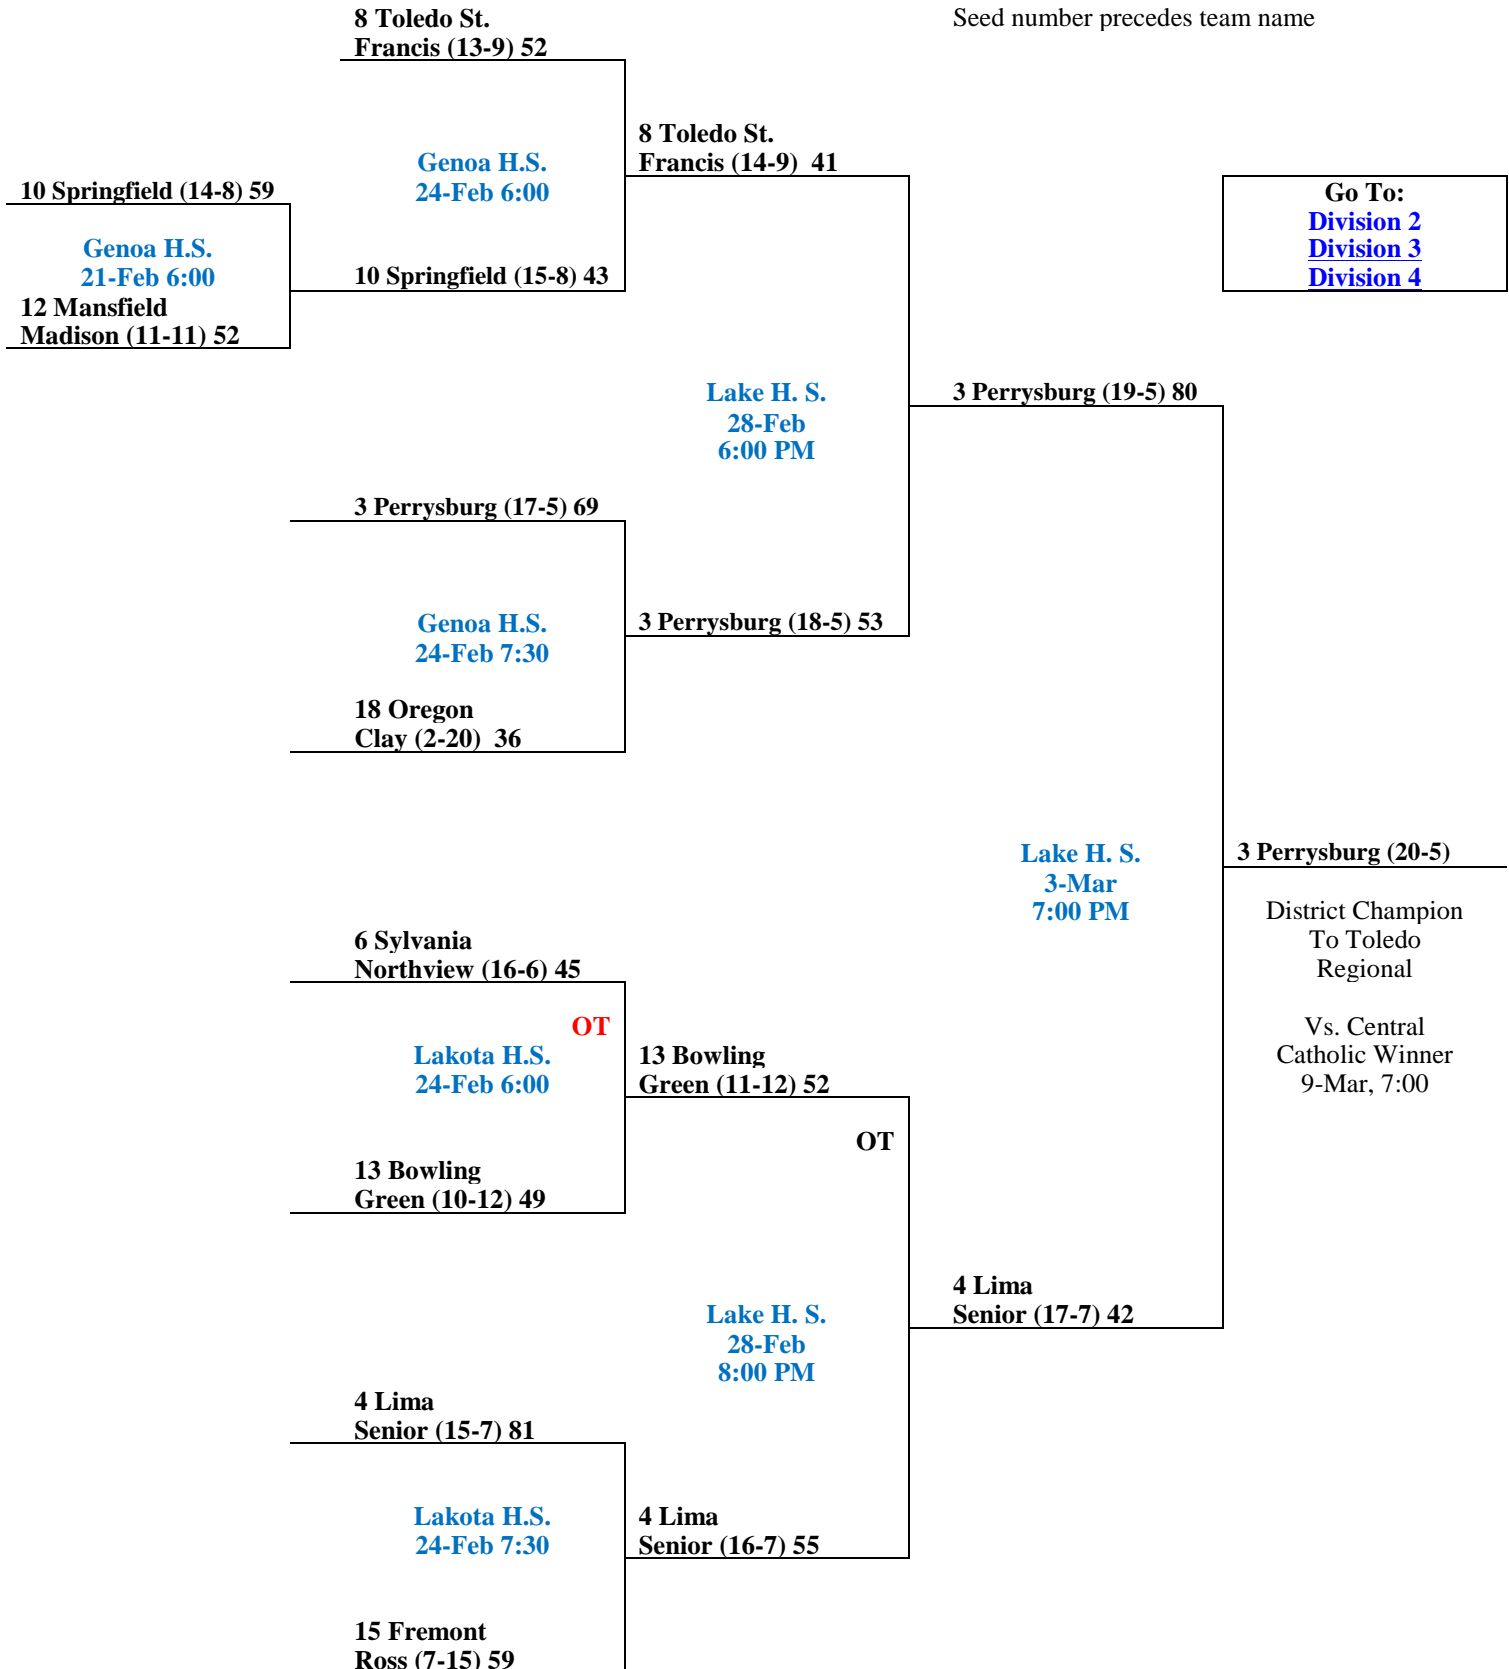 8 Toledo St.
Francis (13-9) 52
Seed number precedes team name
8 Toledo St.
Francis (14-9) 41
Genoa H.S.
24-Feb 6:00
10 Springfield (14-8) 59
Go To:
Division 2
Division 3
Division 4
Genoa H.S.
21-Feb 6:00
10 Springfield (15-8) 43
12 Mansfield
Madison (11-11) 52
Lake H. S.
28-Feb
6:00 PM
3 Perrysburg (19-5) 80
3 Perrysburg (17-5) 69
Genoa H.S.
24-Feb 7:30
3 Perrysburg (18-5) 53
18 Oregon
Clay (2-20) 36
Lake H. S.
3-Mar
7:00 PM
3 Perrysburg (20-5)
District Champion
To Toledo
Regional
Vs. Central
Catholic Winner
9-Mar, 7:00
6 Sylvania
Northview (16-6) 45
OT
Lakota H.S.
24-Feb 6:00
13 Bowling
Green (11-12) 52
OT
13 Bowling
Green (10-12) 49
4 Lima
Senior (17-7) 42
Lake H. S.
28-Feb
8:00 PM
4 Lima
Senior (15-7) 81
Lakota H.S.
24-Feb 7:30
4 Lima
Senior (16-7) 55
15 Fremont
Ross (7-15) 59